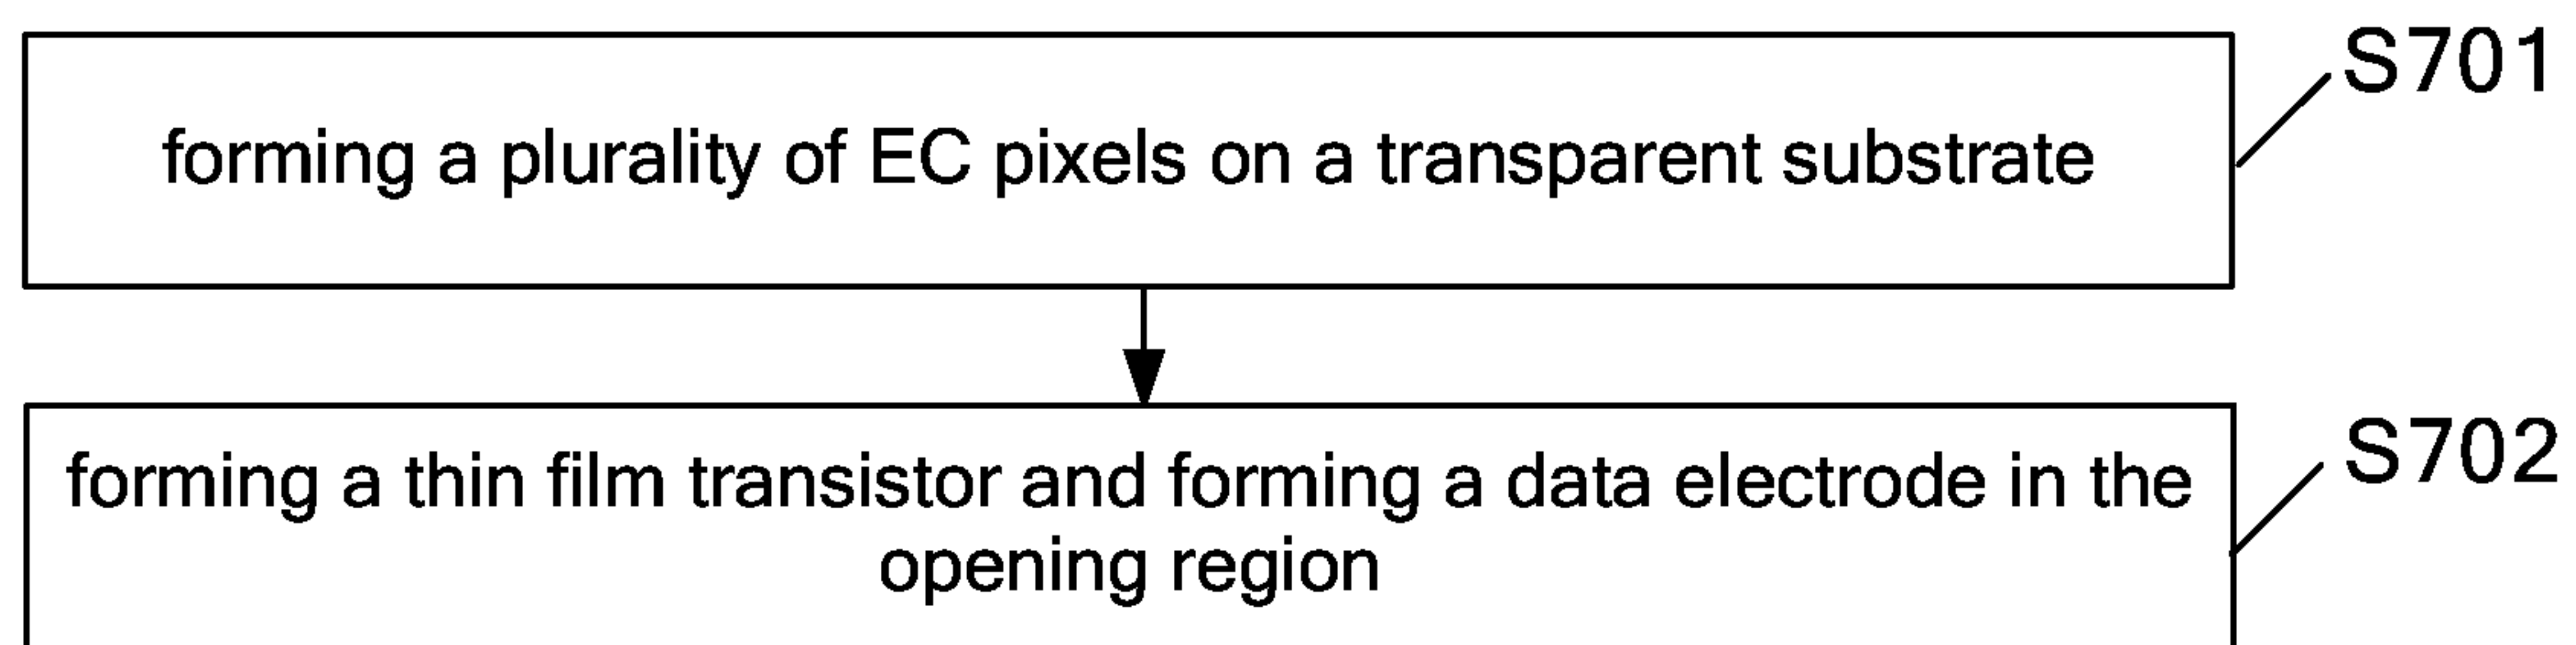 S701
forming a plurality of EC pixels on a transparent substrate
S702
forming a thin film transistor and forming a data electrode in the
opening region